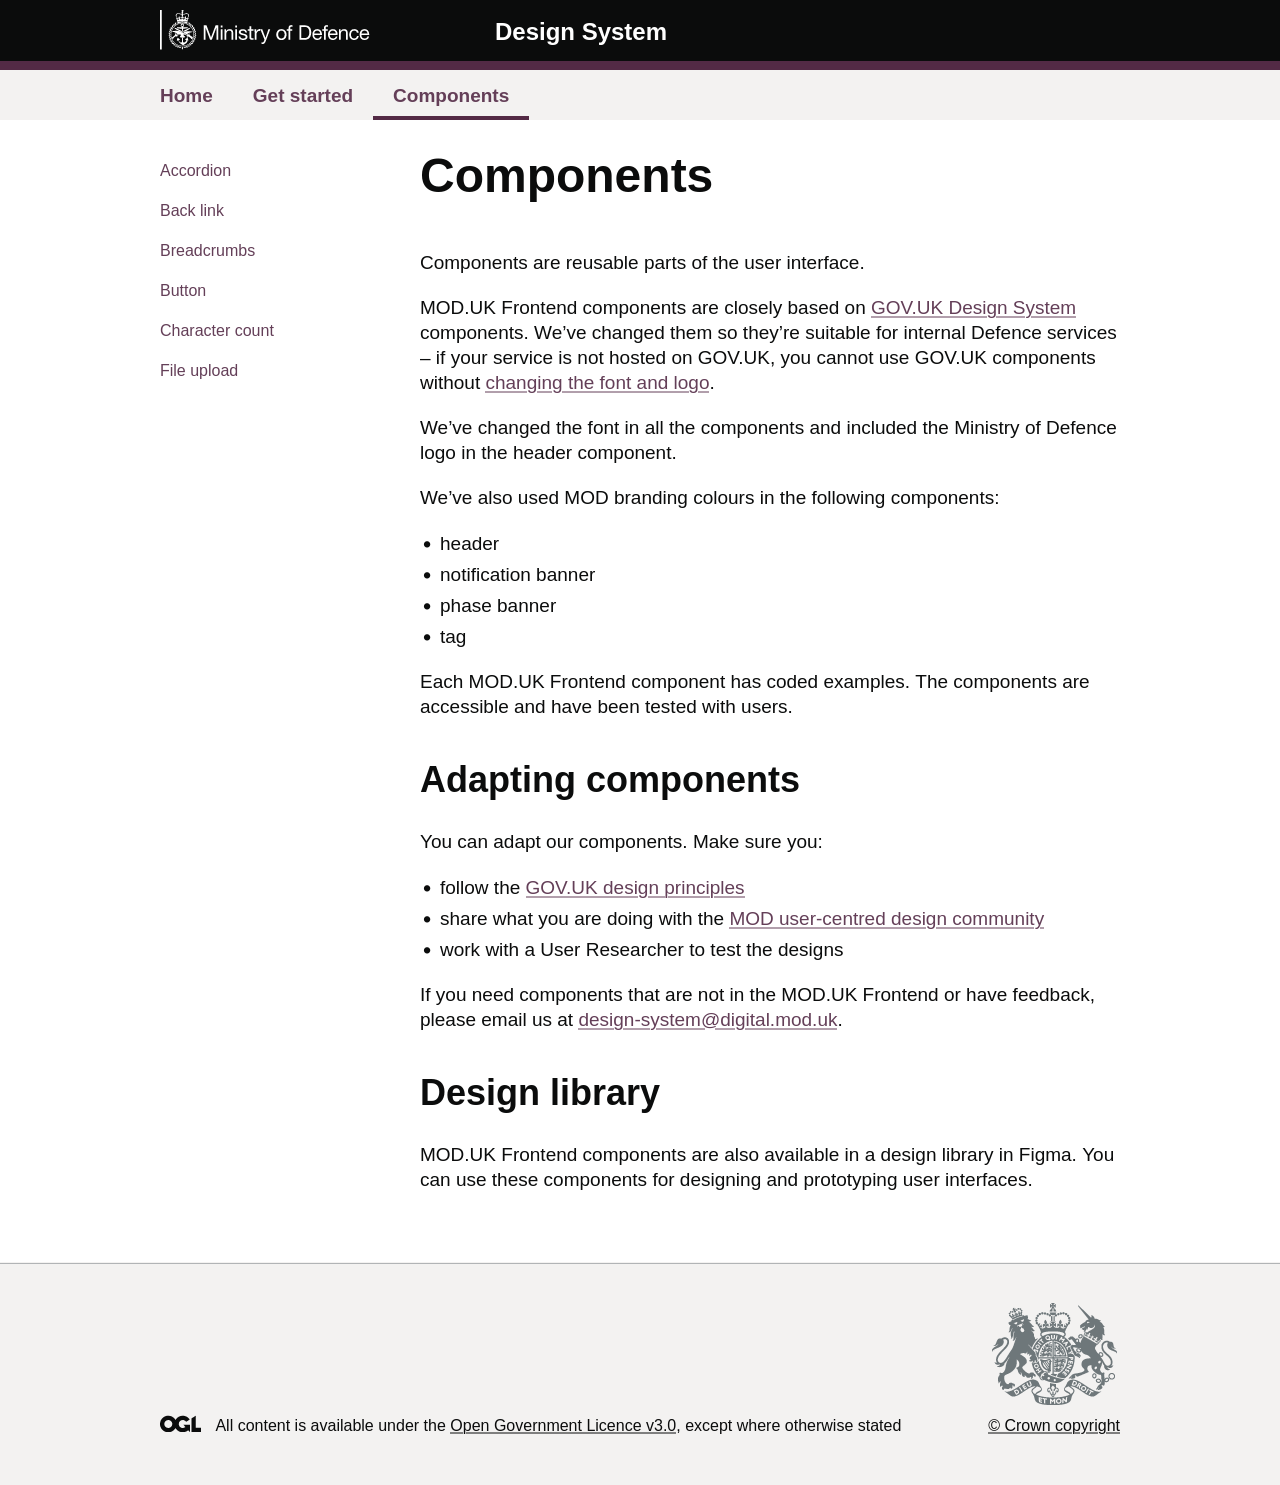 Ministry of Defence
Design System
Home
Get started
Components
Accordion
Back link
Breadcrumbs
Button
Character count
File upload
Components
Components are reusable parts of the user interface.
MOD.UK Frontend components are closely based on GOV.UK Design System
components. We’ve changed them so they’re suitable for internal Defence services
– if your service is not hosted on GOV.UK, you cannot use GOV.UK components
without changing the font and logo.
We’ve changed the font in all the components and included the Ministry of Defence
logo in the header component.
We’ve also used MOD branding colours in the following components:
• header
• notification banner
• phase banner
• tag
Each MOD.UK Frontend component has coded examples. The components are
accessible and have been tested with users.
Adapting components
You can adapt our components. Make sure you:
• follow the GOV.UK design principles
• share what you are doing with the MOD user-centred design community
• work with a User Researcher to test the designs
If you need components that are not in the MOD.UK Frontend or have feedback,
please email us at design-system@digital.mod.uk.
Design library
MOD.UK Frontend components are also available in a design library in Figma. You
can use these components for designing and prototyping user interfaces.
DIEU ET MON DROIT
OGL All content is available under the Open Government Licence v3.0, except where otherwise stated
© Crown copyright